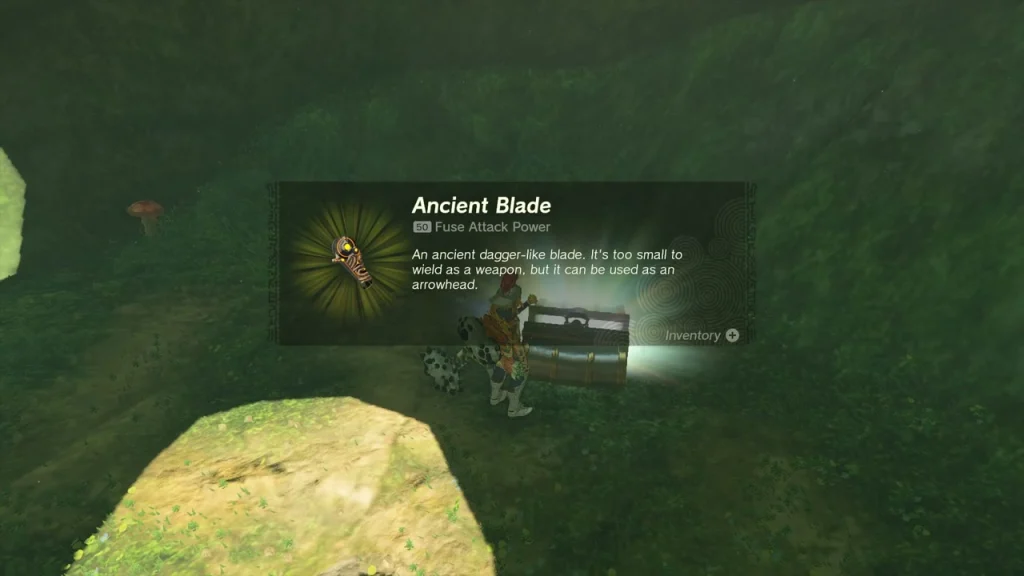 Ancient Blade
50 Fuse Attack Power
An ancient dagger-like blade. It's too small to
wield as a weapon, but it can be used as an
arrowhead.
Inventory +